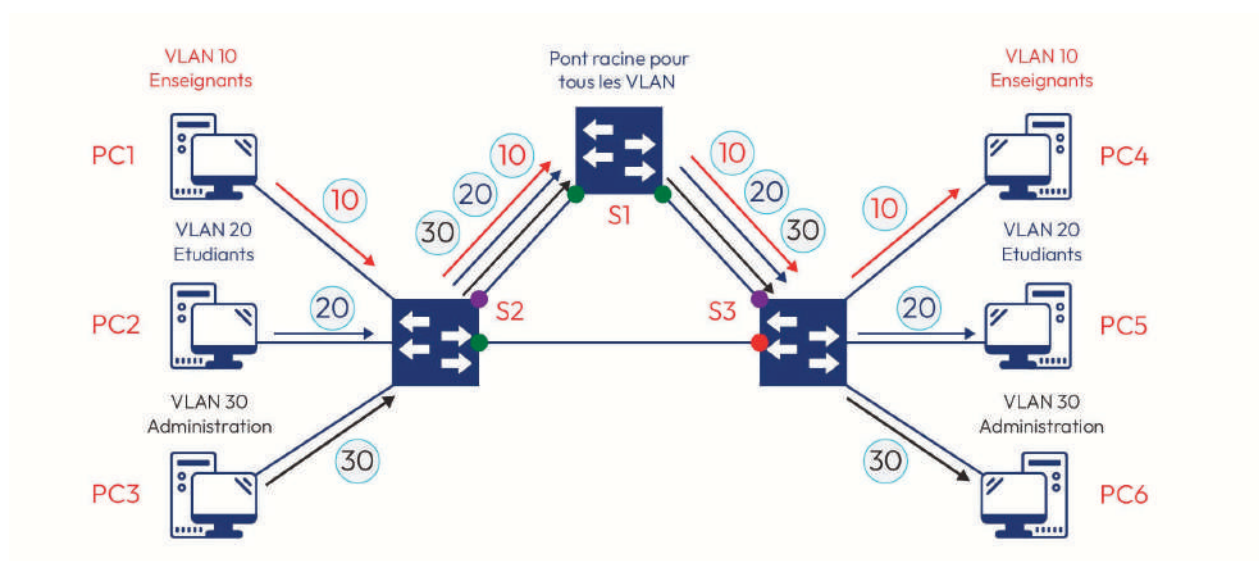 VLAN 10
Enseignants
Pont racine pour
tous les VLAN
VLAN 10
Enseignants
PC1
10
10
20
30
S1
10
20
30
10
PC4
VLAN 20
Etudiants
VLAN 20
Etudiants
PC2
20
S2
S3
20
PC5
VLAN 30
Administration
VLAN 30
Administration
30
30
PC3
PC6